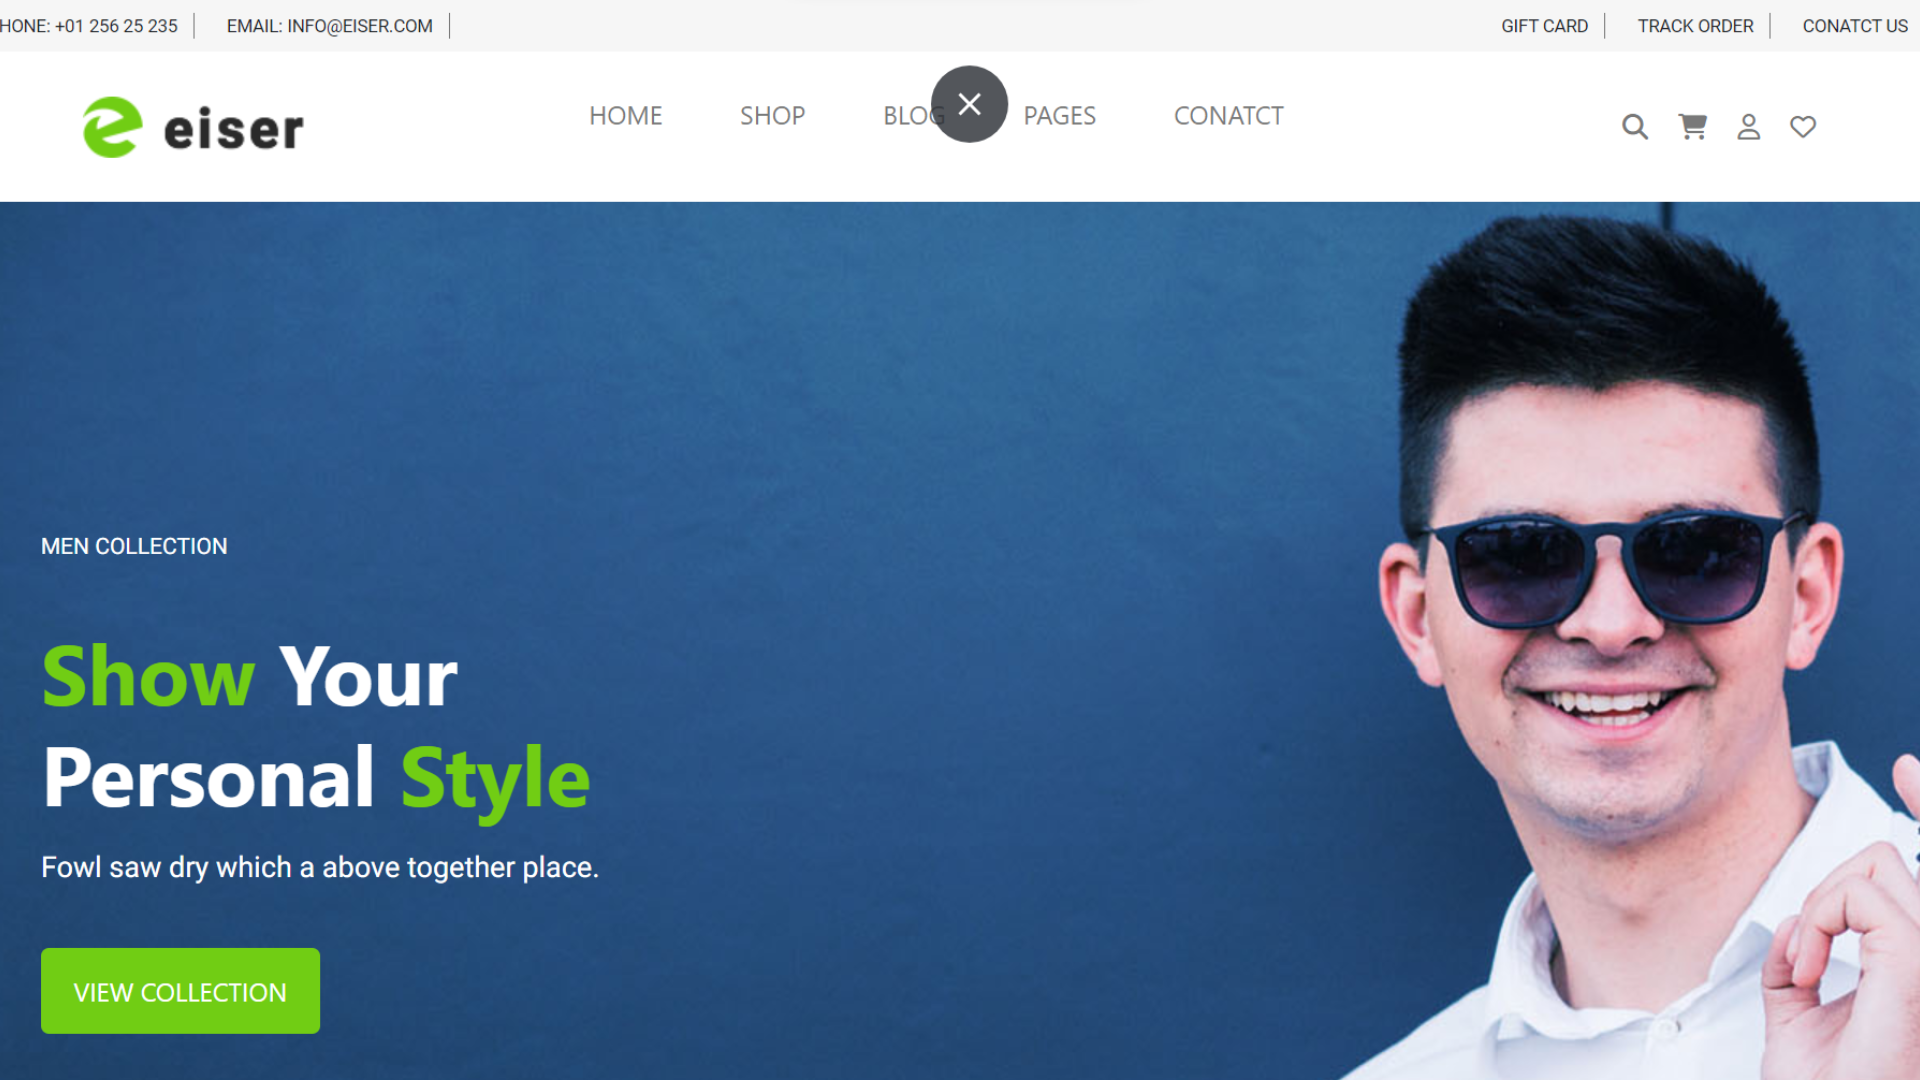 HONE: +01 256 25 235
EMAIL: INFO@EISER.COM
GIFT CARD
TRACK ORDER
CONATCT US
eiser
HOME
SHOP
BLOG
PAGES
CONATCT
MEN COLLECTION
Show Your
Personal Style
Fowl saw dry which a above together place.
VIEW COLLECTION